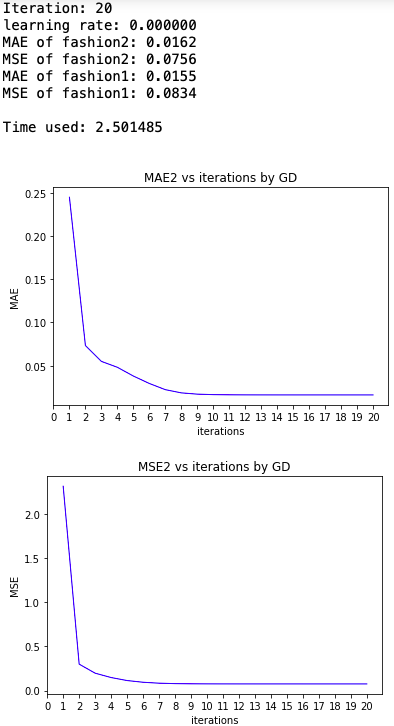 Iteration: 20
learning rate: 0.000000
MAE of fashion2: 0.0162
MSE of fashion2: 0.0756
MAE of fashion1: 0.0155
MSE of fashion1: 0.0834
Time used: 2.501485
MAE2 vs iterations by GD
0.25
0.20
0.15
0.10
0.05
MAE
0 1 2 3 4 5 6 7 8 9 10 11 12 13 14 15 16 17 18 19 20
iterations
MSE2 vs iterations by GD
2.0
1.5
1.0
0.5
0.0
MSE
0 1 2 3 4 5 6 7 8 9 10 11 12 13 14 15 16 17 18 19 20
iterations